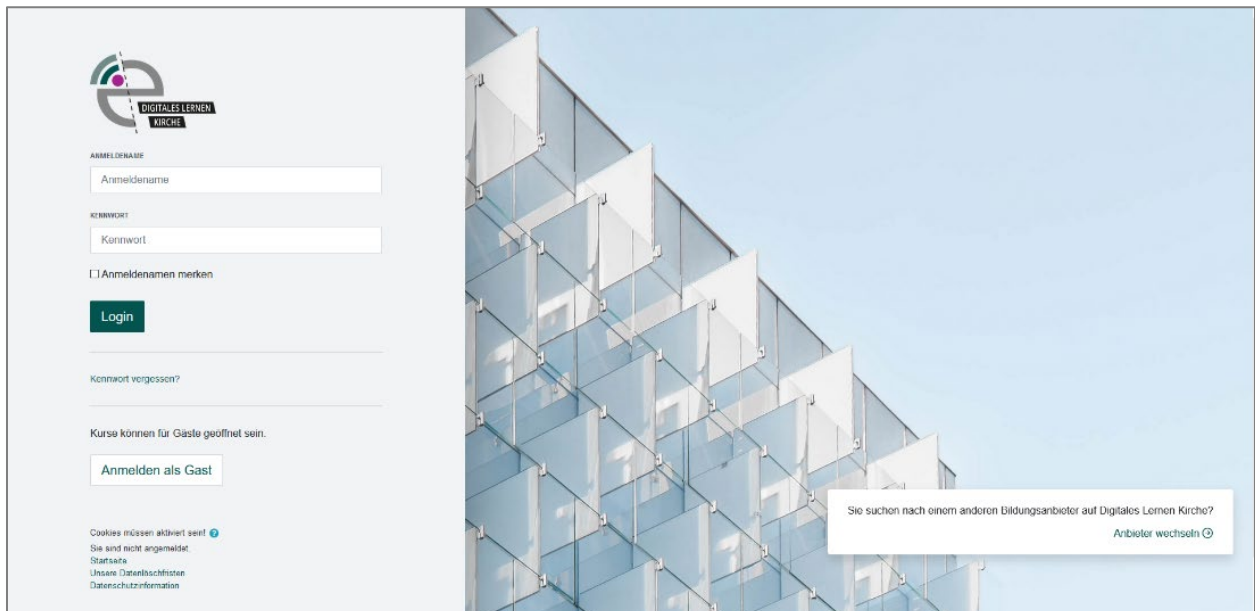 DIGITALES LERNEN
KIRCHE
ANMELDENAME
Anmeldename
KENNWORT
Kennwort
Anmeldenamen merken
Login
Kennwort vergessen?
Kurse können für Gäste geöffnet sein.
Anmelden als Gast
Cookies müssen aktiviert sein!
Sie sind nicht angemeldet
Startseite
Unsere Datenlöschfristen
Datenschutzinformation
Sie suchen nach einem anderen Bildungsanbieter auf Digitales Lernen Kirche?
Anbieter wechseln